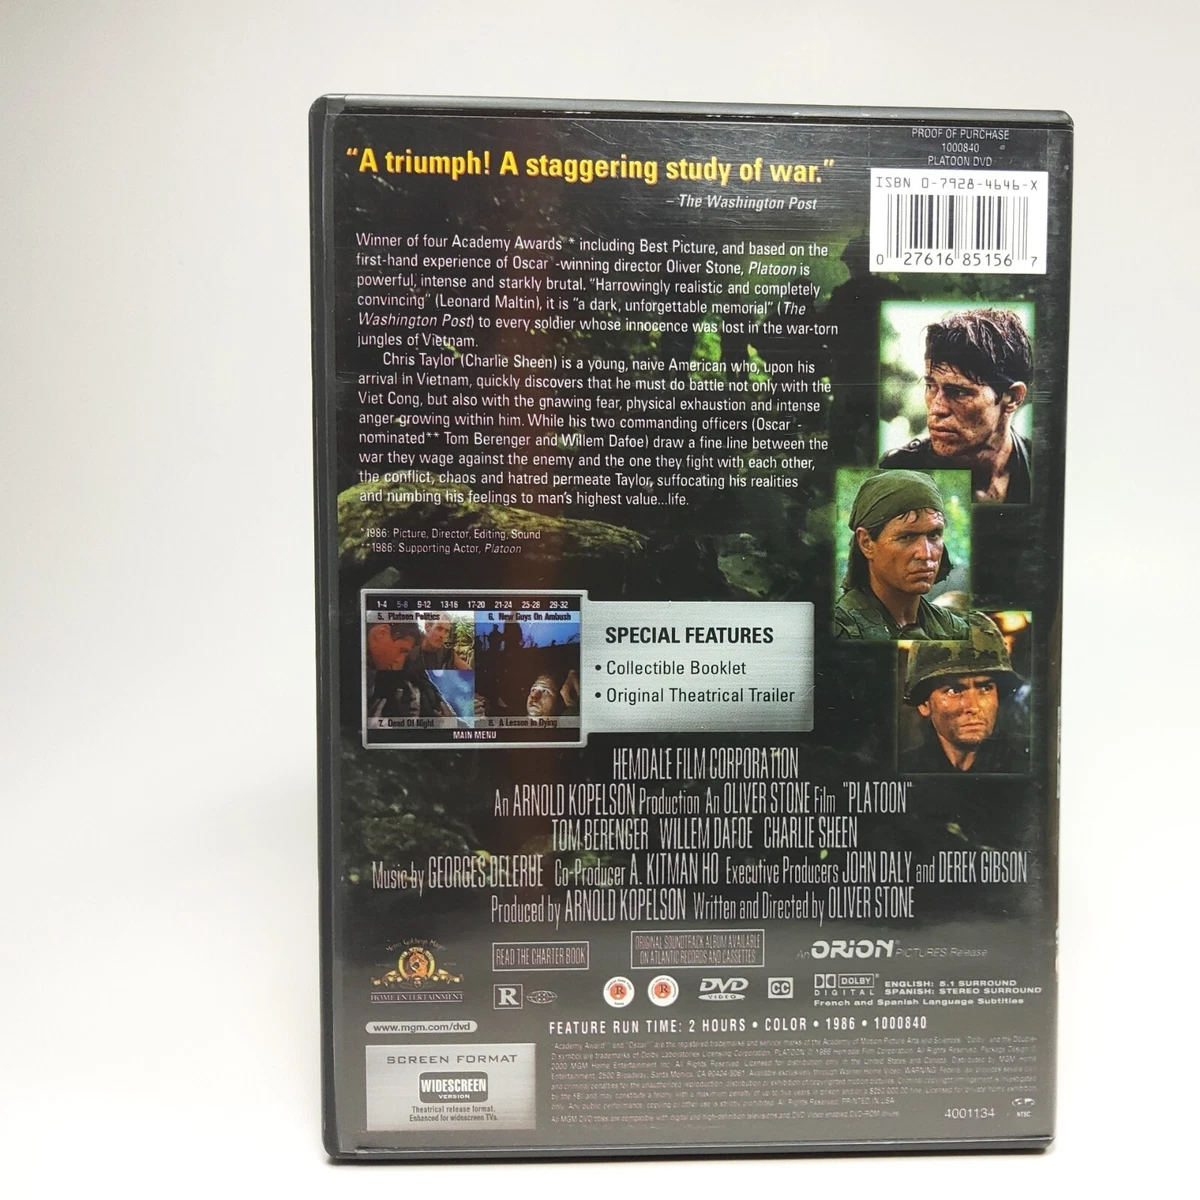 "A triumph! A staggering study of war."
– The Washington Post
PROOF OF PURCHASE
1000840
PLATOON DVD
ISBN 0-7928-4646-X
0 27616 85156 7
Winner of four Academy Awards * including Best Picture, and based on the
first-hand experience of Oscar -winning director Oliver Stone, Platoon is
powerful, intense and starkly brutal. "Harrowingly realistic and completely
convincing" (Leonard Maltin), it is "a dark, unforgettable memorial" (The
Washington Post) to every soldier whose innocence was lost in the war-torn
jungles of Vietnam.
Chris Taylor (Charlie Sheen) is a young, naive American who, upon his
arrival in Vietnam, quickly discovers that he must do battle not only with the
Viet Cong, but also with the gnawing fear, physical exhaustion and intense
anger growing within him. While his two commanding officers (Oscar -
nominated** Tom Berenger and Willem Dafoe) draw a fine line between the
war they wage against the enemy and the one they fight with each other,
the conflict, chaos and hatred permeate Taylor, suffocating his realities
and numbing his feelings to man's highest value...life.
*1986: Picture, Director, Editing, Sound
**1986: Supporting Actor, Platoon
1-4 5-8 9-12 13-16 17-20 21-24 25-28 29-32
5. Platoon Politics 6. New Guys On Ambush
7. Dead Of Night 8. A Lesson In Dying
MAIN MENU
SPECIAL FEATURES
• Collectible Booklet
• Original Theatrical Trailer
HEMDALE FILM CORPORATION
An ARNOLD KOPELSON Production An OLIVER STONE Film "PLATOON"
TOM BERENGER WILLEM DAFOE CHARLIE SHEEN
Music by GEORGES DELERUE Co-Producer A. KITMAN HO Executive Producers JOHN DALY and DEREK GIBSON
Produced by ARNOLD KOPELSON Written and Directed by OLIVER STONE
HOME ENTERTAINMENT
READ THE CHARTER BOOK
ORIGINAL SOUNDTRACK ALBUM AVAILABLE
ON ATLANTIC RECORDS AND CASSETTES
An ORION PICTURES Release
R
R
R
DVD
VIDEO
CC
DOLBY
DIGITAL
ENGLISH: 5.1 SURROUND
SPANISH: STEREO SURROUND
French and Spanish Language Subtitles
www.mgm.com/dvd
FEATURE RUN TIME: 2 HOURS • COLOR • 1986 • 1000840
SCREEN FORMAT
WIDESCREEN
VERSION
Theatrical release format.
Enhanced for widescreen TVs.
4001134
NTSC